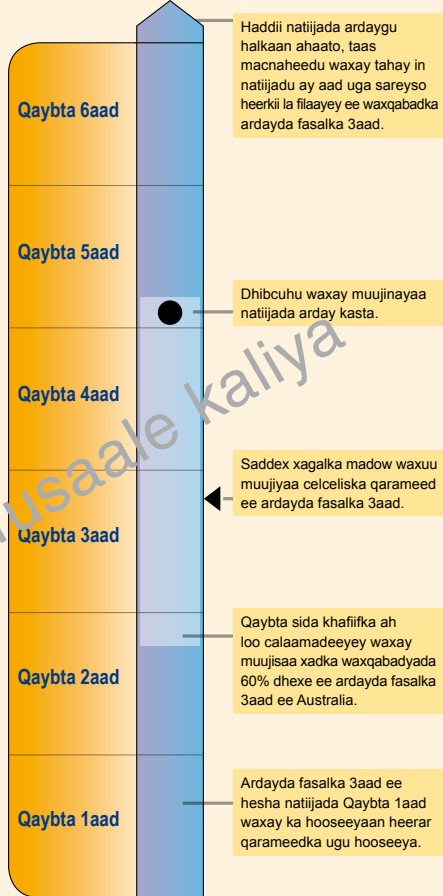 Haddii natiijada ardaygu
halkaan ahaato, taas
macnaheedu waxay tahay in
natiijadu ay aad uga sareyso
heerkii la filaayey ee waxqabadka
ardayda fasalka 3aad.
Qaybta 6aad
Qaybta 5aad
Dhibcuhu waxay muujinayaa
natiijada arday kasta.
Qaybta 4aad
usaale kaliya
Saddex xagalka madow waxuu
muujiyaa celceliska qarameed
ee ardayda fasalka 3aad.
Qaybta 3aad
Qaybta sida khafiifka ah
loo calaamadeeyey waxay
muujisaa xadka waxqabadyada
60% dhexe ee ardayda fasalka
3aad ee Australia.
Qaybta 2aad
Ardayda fasalka 3aad ee
hesha natiijada Qaybta 1aad
waxay ka hooseeyaan heerar
qarameedka ugu hooseeya.
Qaybta 1aad